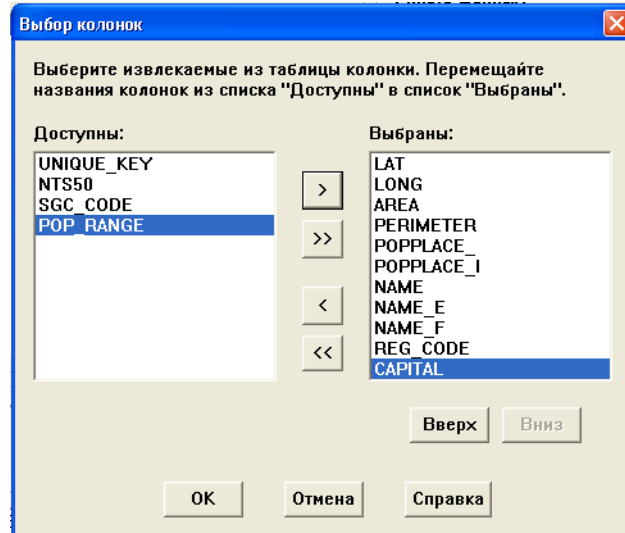 Выбор колонок
Выберите извлекаемые из таблицы колонки. Перемещайте
названия колонок из списка "Доступны" в список "Выбраны".
Доступны:
UNIQUE_KEY
NTS50
SGC_CODE
POP_RANGE
>
>>
<
<<
Выбраны:
LAT
LONG
AREA
PERIMETER
POPPLACE_
POPPLACE_I
NAME
NAME_E
NAME_F
REG_CODE
CAPITAL
Вверх
Вниз
OK
Отмена
Справка